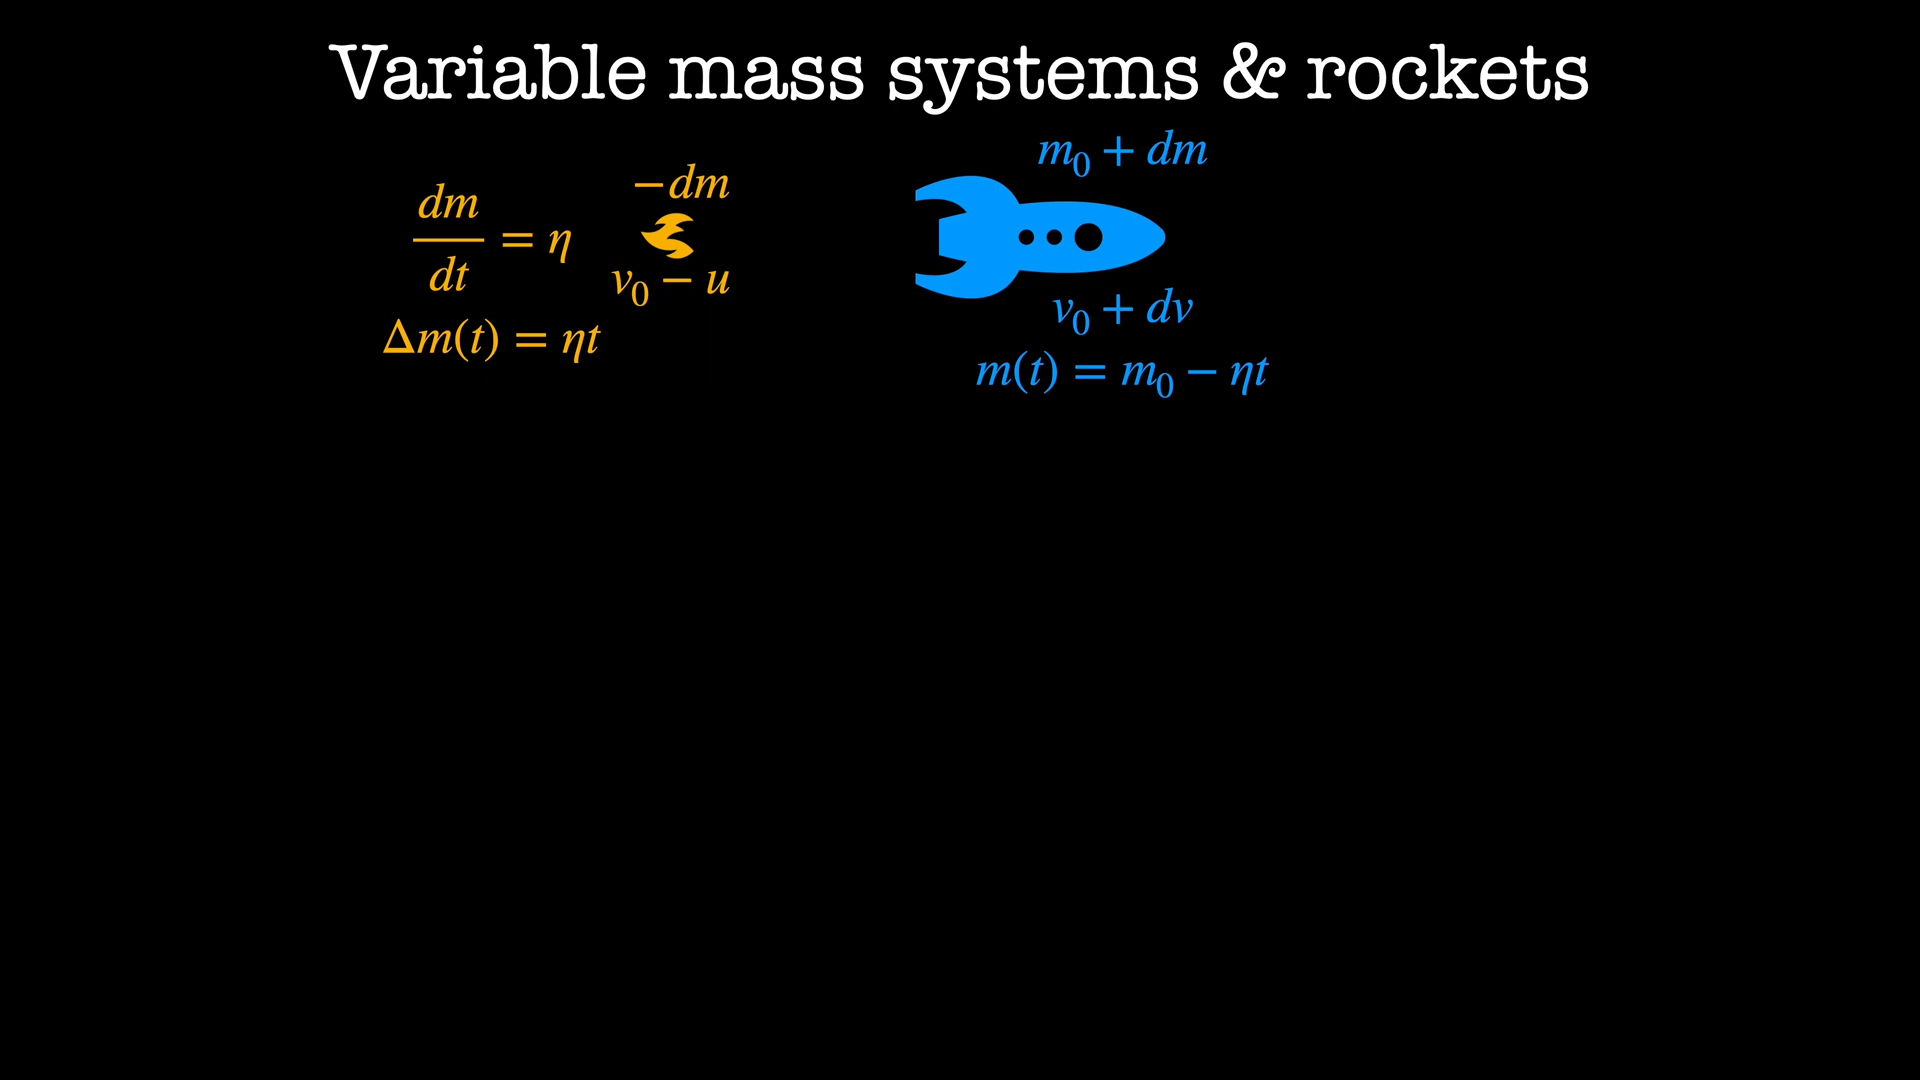 Variable mass systems & rockets
dm/dt = η
−dm
v₀ − u
Δm(t) = ηt
m₀ + dm
v₀ + dv
m(t) = m₀ − ηt